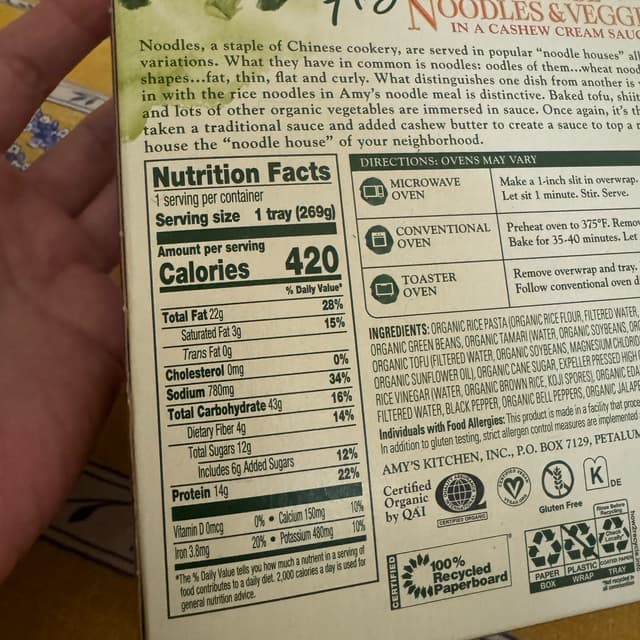 NOODLES & VEGG
IN A CASHEW CREAM SAUC
Noodles, a staple of Chinese cookery, are served in popular “noodle houses” all
variations. What they have in common is noodles: oodles of them...wheat nood
shapes...fat, thin, flat and curly. What distinguishes one dish from another is
in with the rice noodles in Amy's noodle meal is distinctive. Baked tofu, shiit
and lots of other organic vegetables are immersed in sauce. Once again, it's th
taken a traditional sauce and added cashew butter to create a sauce to top a r
house the “noodle house” of your neighborhood.
Nutrition Facts
1 serving per container
Serving size 1 tray (269g)
Amount per serving
Calories 420
% Daily Value*
Total Fat 22g 28%
Saturated Fat 3g 15%
Trans Fat 0g
Cholesterol 0mg 0%
Sodium 780mg 34%
Total Carbohydrate 43g 16%
Dietary Fiber 4g 14%
Total Sugars 12g
Includes 6g Added Sugars 12%
Protein 14g 22%
Vitamin D 0mcg 0% • Calcium 150mg 10%
Iron 3.8mg 20% • Potassium 480mg 10%
*The % Daily Value tells you how much a nutrient in a serving of
food contributes to a daily diet. 2,000 calories a day is used for
general nutrition advice.
DIRECTIONS: OVENS MAY VARY
MICROWAVE
OVEN
Make a 1-inch slit in overwrap.
Let sit 1 minute. Stir. Serve.
CONVENTIONAL
OVEN
Preheat oven to 375°F. Remov
Bake for 35-40 minutes. Let
TOASTER
OVEN
Remove overwrap and tray
Follow conventional oven d
INGREDIENTS: ORGANIC RICE PASTA (ORGANIC RICE FLOUR, FILTERED WATER,
ORGANIC GREEN BEANS, ORGANIC TAMARI (WATER, ORGANIC SOYBEANS, ORG
ORGANIC TOFU (FILTERED WATER, ORGANIC SOYBEANS, MAGNESIUM CHLORID
ORGANIC SUNFLOWER OIL), ORGANIC CANE SUGAR, EXPELLER PRESSED HIGH
RICE VINEGAR (WATER, ORGANIC BROWN RICE, KOJI SPORES), ORGANIC EDA
FILTERED WATER, BLACK PEPPER, ORGANIC BELL PEPPERS, ORGANIC JALAP
Individuals with Food Allergies: This product is made in a facility that proce
In addition to gluten testing, strict allergen control measures are implemented
AMY'S KITCHEN, INC., P.O. BOX 7129, PETALUM
Certified
Organic
by QAI
CERTIFIED ORGANIC
Gluten Free
K
DE
CERTIFIED
100%
Recycled
Paperboard
Rinse Before
Recycling
Check
Locally*
PAPER
BOX
PLASTIC
WRAP
COATED PAPER
TRAY
*Not recycled in
all communities